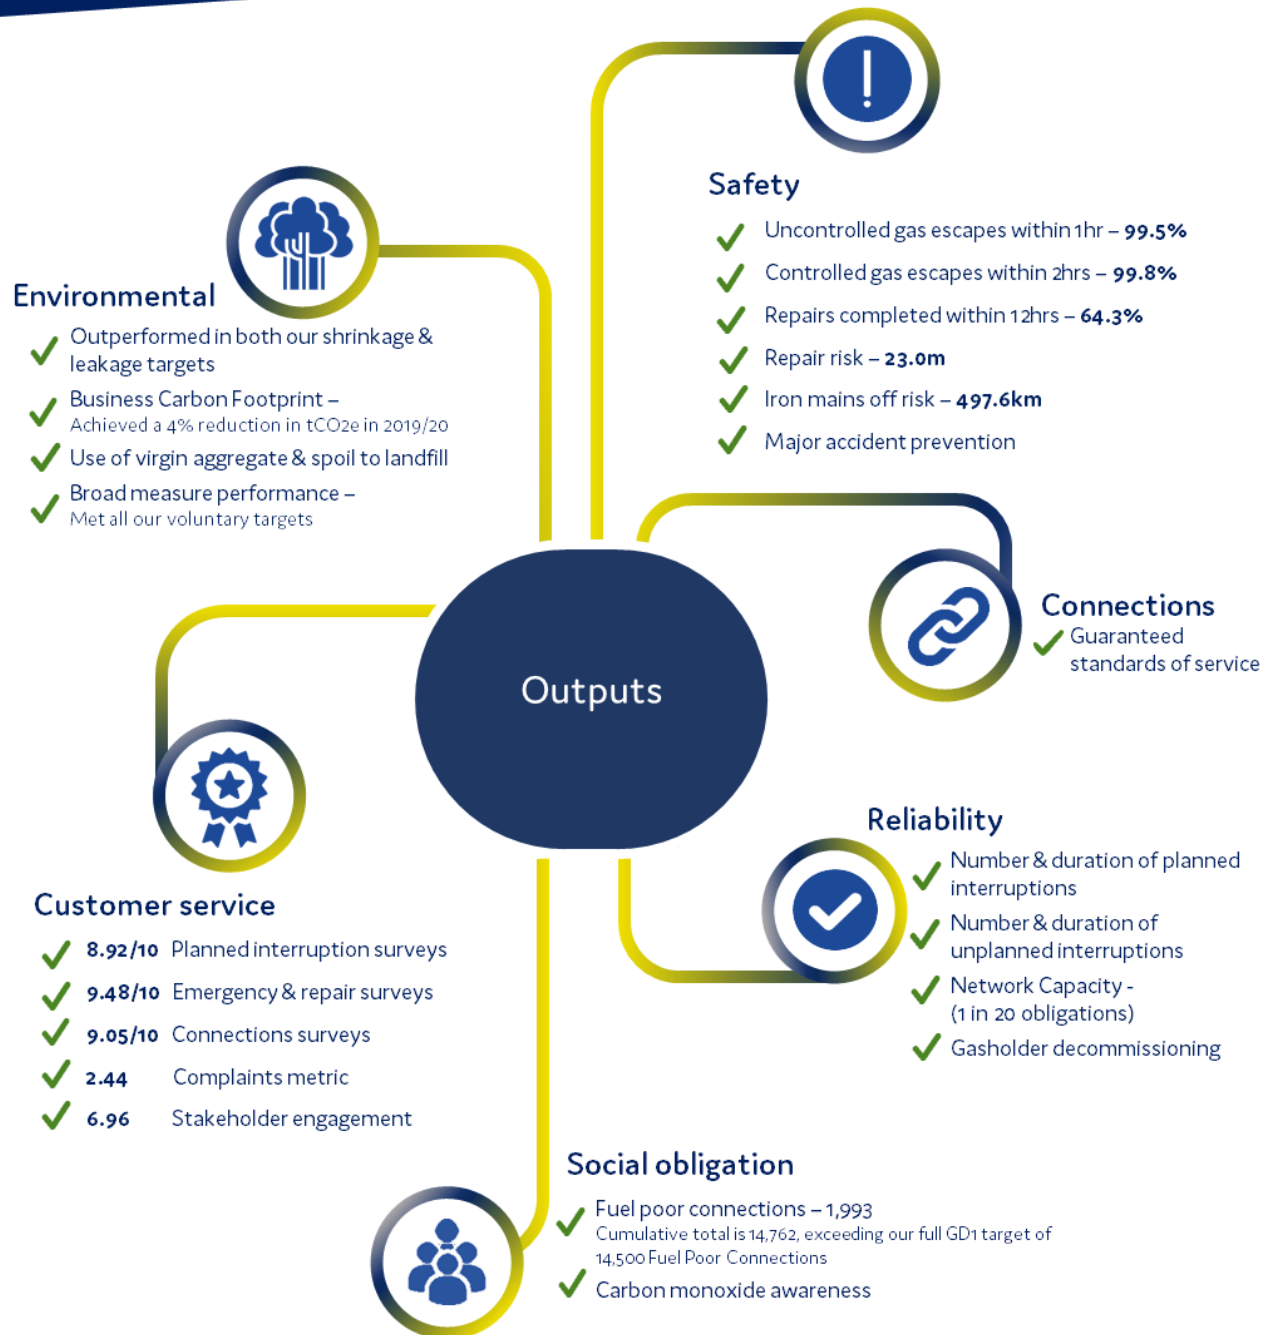 Safety
Uncontrolled gas escapes within 1hr – 99.5%
Controlled gas escapes within 2hrs – 99.8%
Repairs completed within 12hrs – 64.3%
Repair risk – 23.0m
Iron mains off risk – 497.6km
Major accident prevention
Environmental
Outperformed in both our shrinkage &
leakage targets
Business Carbon Footprint –
Achieved a 4% reduction in tCO2e in 2019/20
Use of virgin aggregate & spoil to landfill
Broad measure performance –
Met all our voluntary targets
Connections
Guaranteed
standards of service
Outputs
Reliability
Number & duration of planned
interruptions
Number & duration of
unplanned interruptions
Network Capacity -
(1 in 20 obligations)
Gasholder decommissioning
Customer service
8.92/10 Planned interruption surveys
9.48/10 Emergency & repair surveys
9.05/10 Connections surveys
2.44 Complaints metric
6.96 Stakeholder engagement
Social obligation
Fuel poor connections – 1,993
Cumulative total is 14,762, exceeding our full GD1 target of
14,500 Fuel Poor Connections
Carbon monoxide awareness